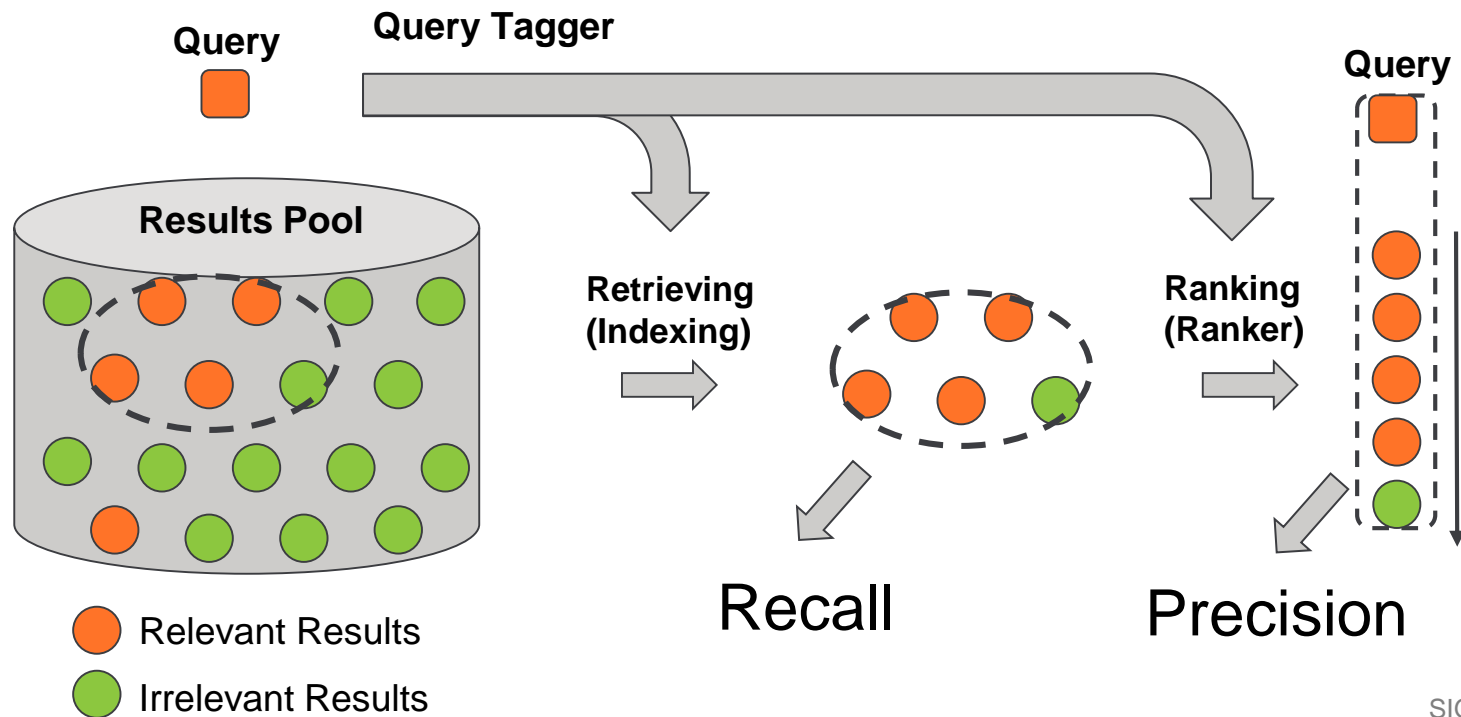 Query
Query Tagger
Query
Results Pool
Retrieving
(Indexing)
Ranking
(Ranker)
Recall
Precision
Relevant Results
Irrelevant Results